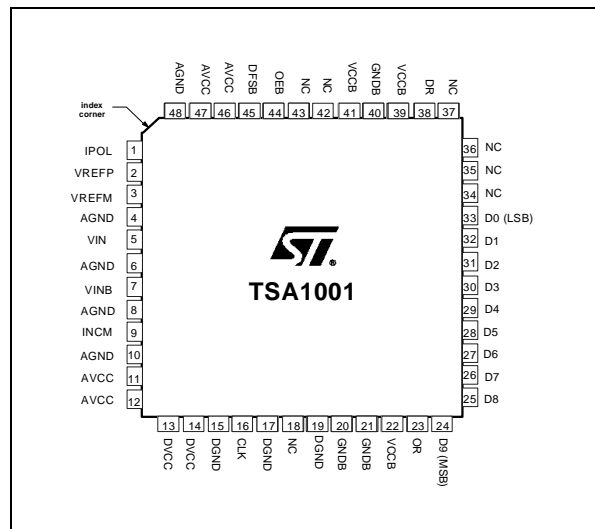 AGND AVCC AVCC DFSB OEB NC NC VCCB GNDB VCCB DR NC
index
corner
48 47 46 45 44 43 42 41 40 39 38 37
IPOL 1
VREFP 2
VREFM 3
AGND 4
VIN 5
AGND 6
VINB 7
AGND 8
INCM 9
AGND 10
AVCC 11
AVCC 12
ST®
TSA1001
36 NC
35 NC
34 NC
33 D0 (LSB)
32 D1
31 D2
30 D3
29 D4
28 D5
27 D6
26 D7
25 D8
13 14 15 16 17 18 19 20 21 22 23 24
DVCC DVCC DGND CLK DGND NC DGND GNDB GNDB VCCB OR D9 (MSB)